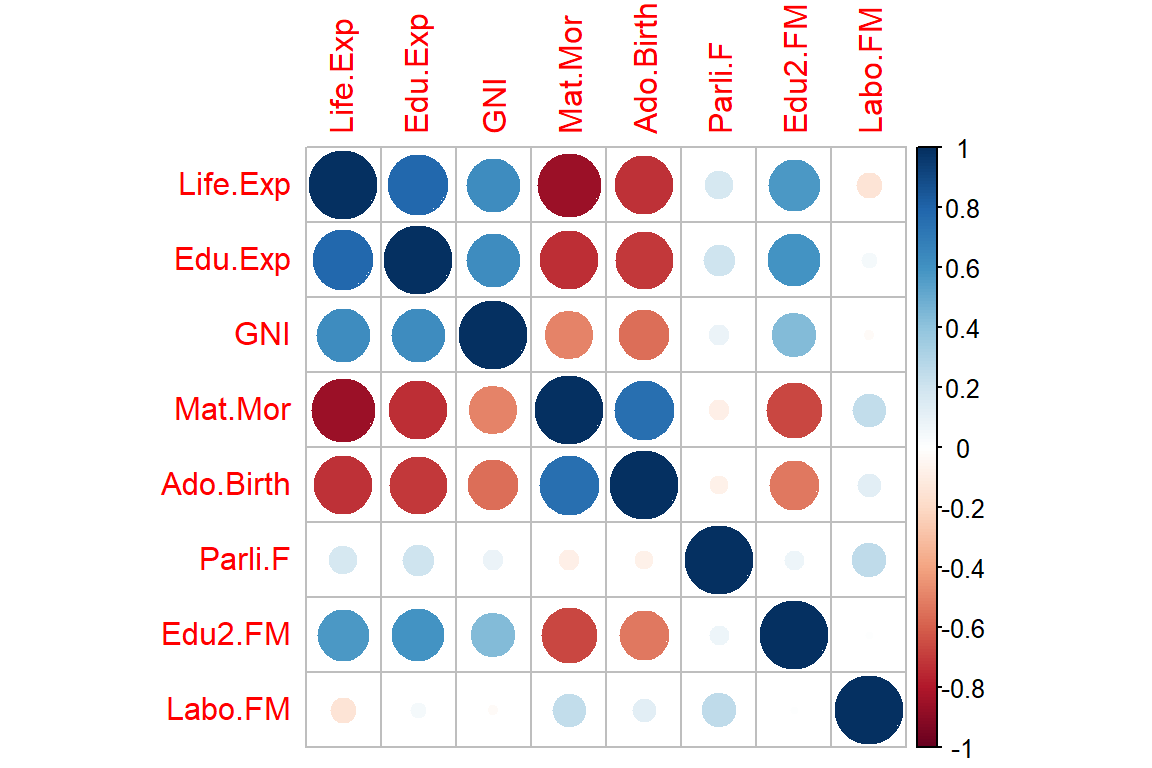 Life.Exp
Edu.Exp
GNI
Mat.Mor
Ado.Birth
Parli.F
Edu2.FM
Labo.FM
Life.Exp
Edu.Exp
GNI
Mat.Mor
Ado.Birth
Parli.F
Edu2.FM
Labo.FM
1
0.8
0.6
0.4
0.2
0
-0.2
-0.4
-0.6
-0.8
-1